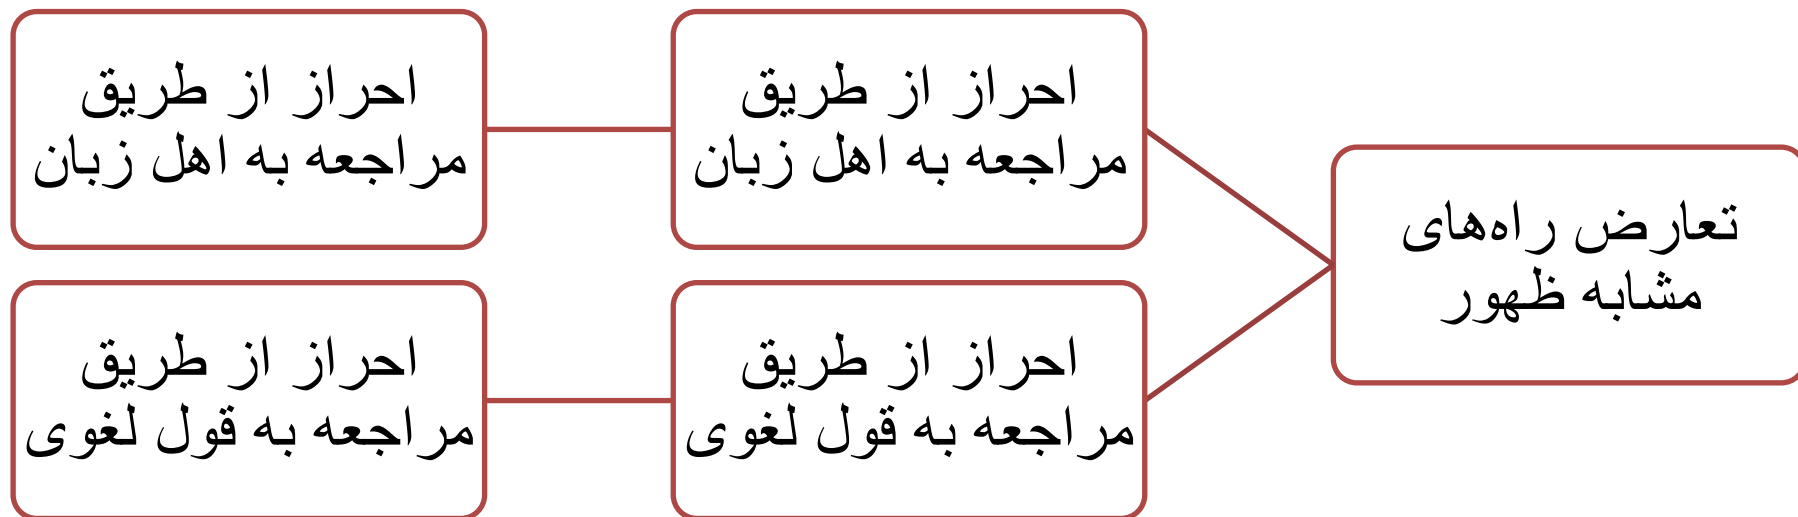 تعارض راه‌های
مشابه ظهور
احراز از طریق
مراجعه به اهل زبان
احراز از طریق
مراجعه به اهل زبان
احراز از طریق
مراجعه به قول لغوی
احراز از طریق
مراجعه به قول لغوی